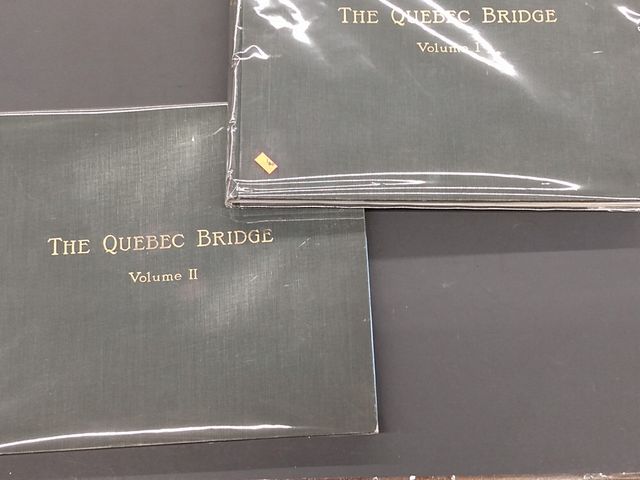 The Quebec Bridge
Volume I
The Quebec Bridge
Volume II